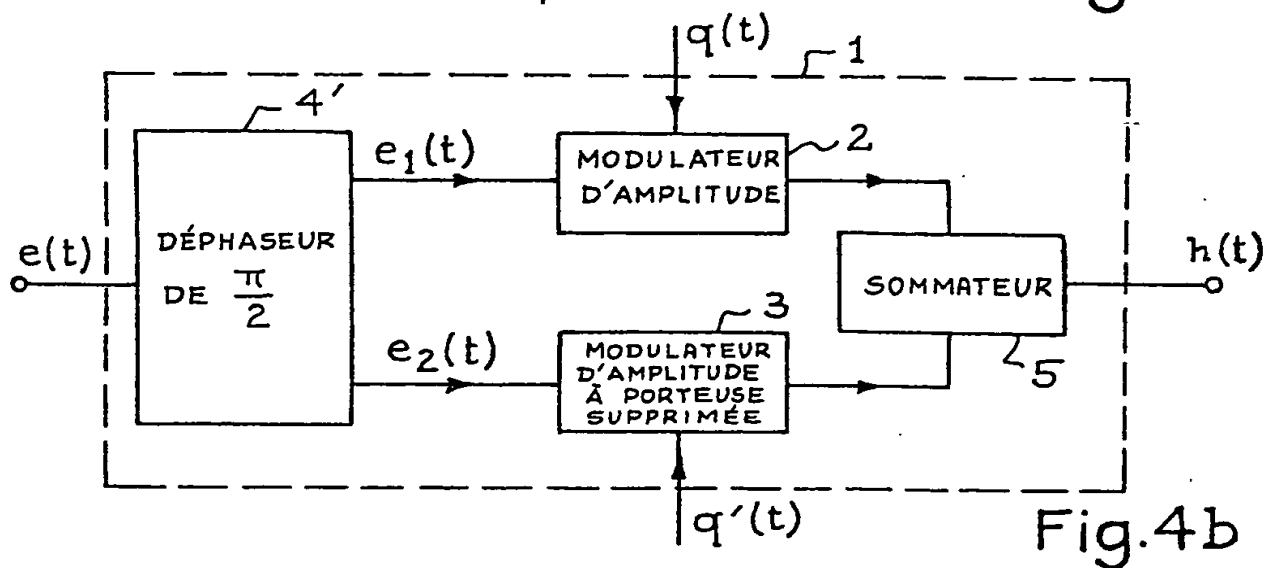 q(t)
1
4'
e₁(t)
MODULATEUR
D'AMPLITUDE
2
DÉPHASEUR
DE π/2
e(t)
SOMMATEUR
h(t)
5
e₂(t)
3
MODULATEUR
D'AMPLITUDE
À PORTEUSE
SUPPRIMÉE
q'(t)
Fig.4b